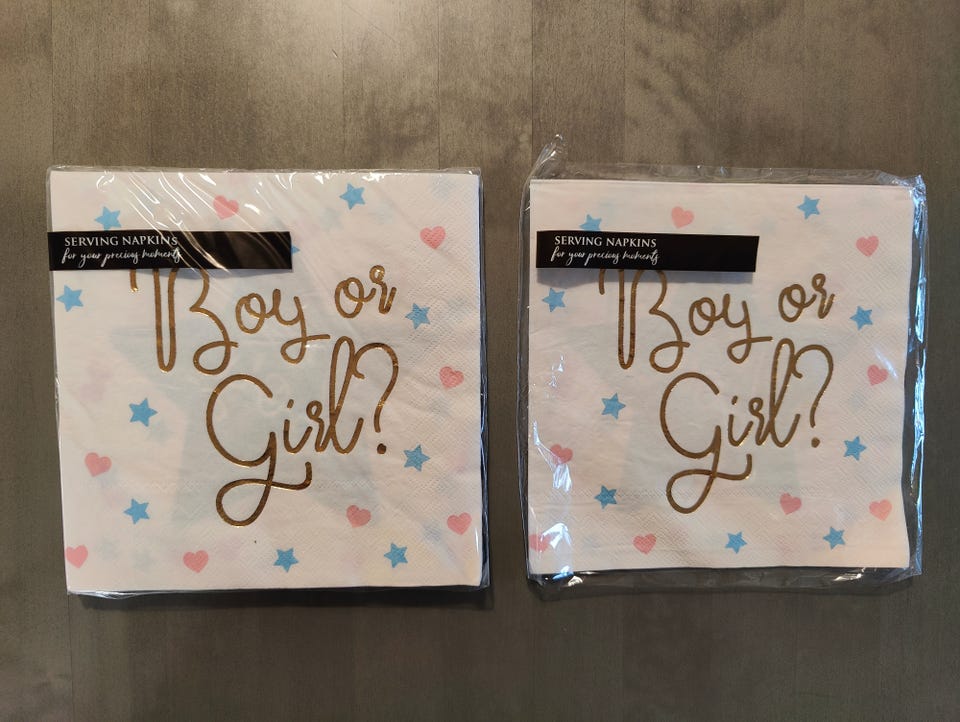 SERVING NAPKINS
for your precious moments
Boy or
Girl?
SERVING NAPKINS
for your precious moments
Boy or
Girl?